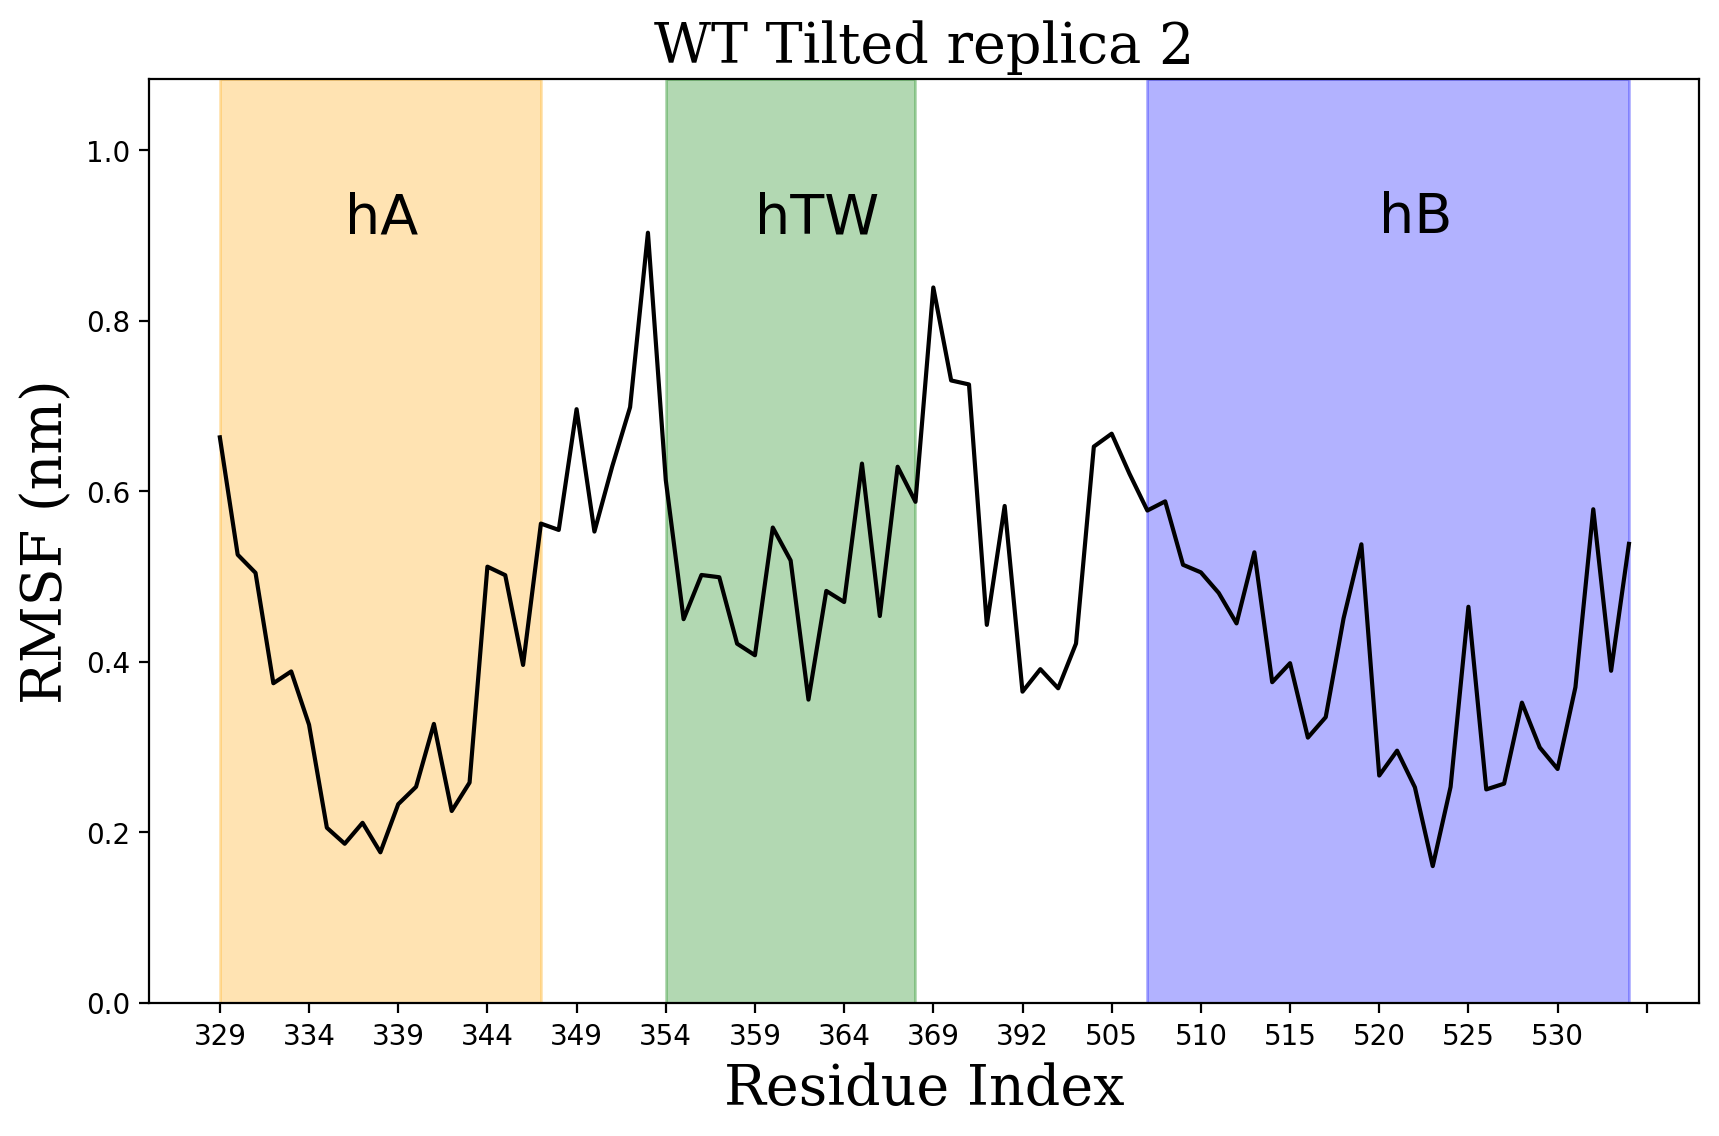 WT Tilted replica 2
hA
hTW
hB
RMSF (nm)
1.0
0.8
0.6
0.4
0.2
0.0
329 334 339 344 349 354 359 364 369 392 505 510 515 520 525 530
Residue Index